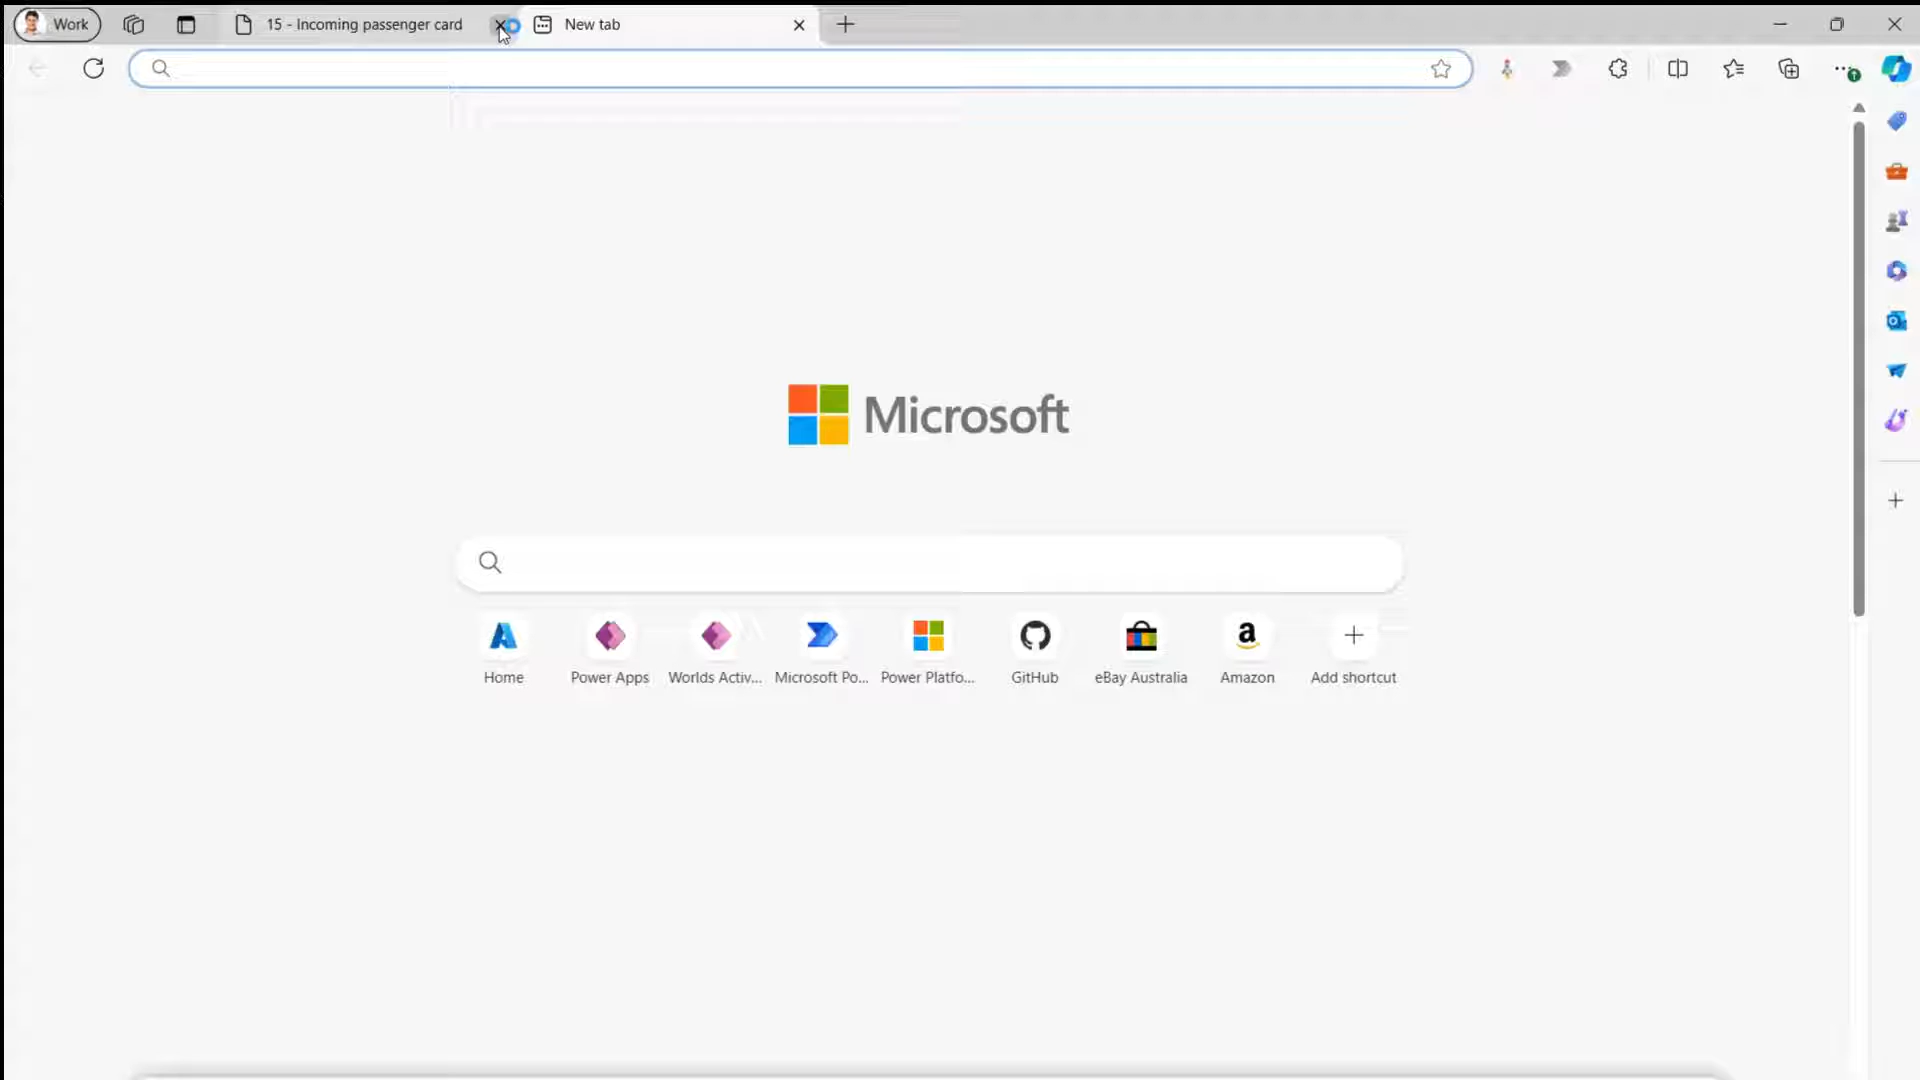 Work
15 - Incoming passenger card
New tab
Microsoft
Home
Power Apps
Worlds Activ...
Microsoft Po...
Power Platfo...
GitHub
eBay Australia
Amazon
Add shortcut